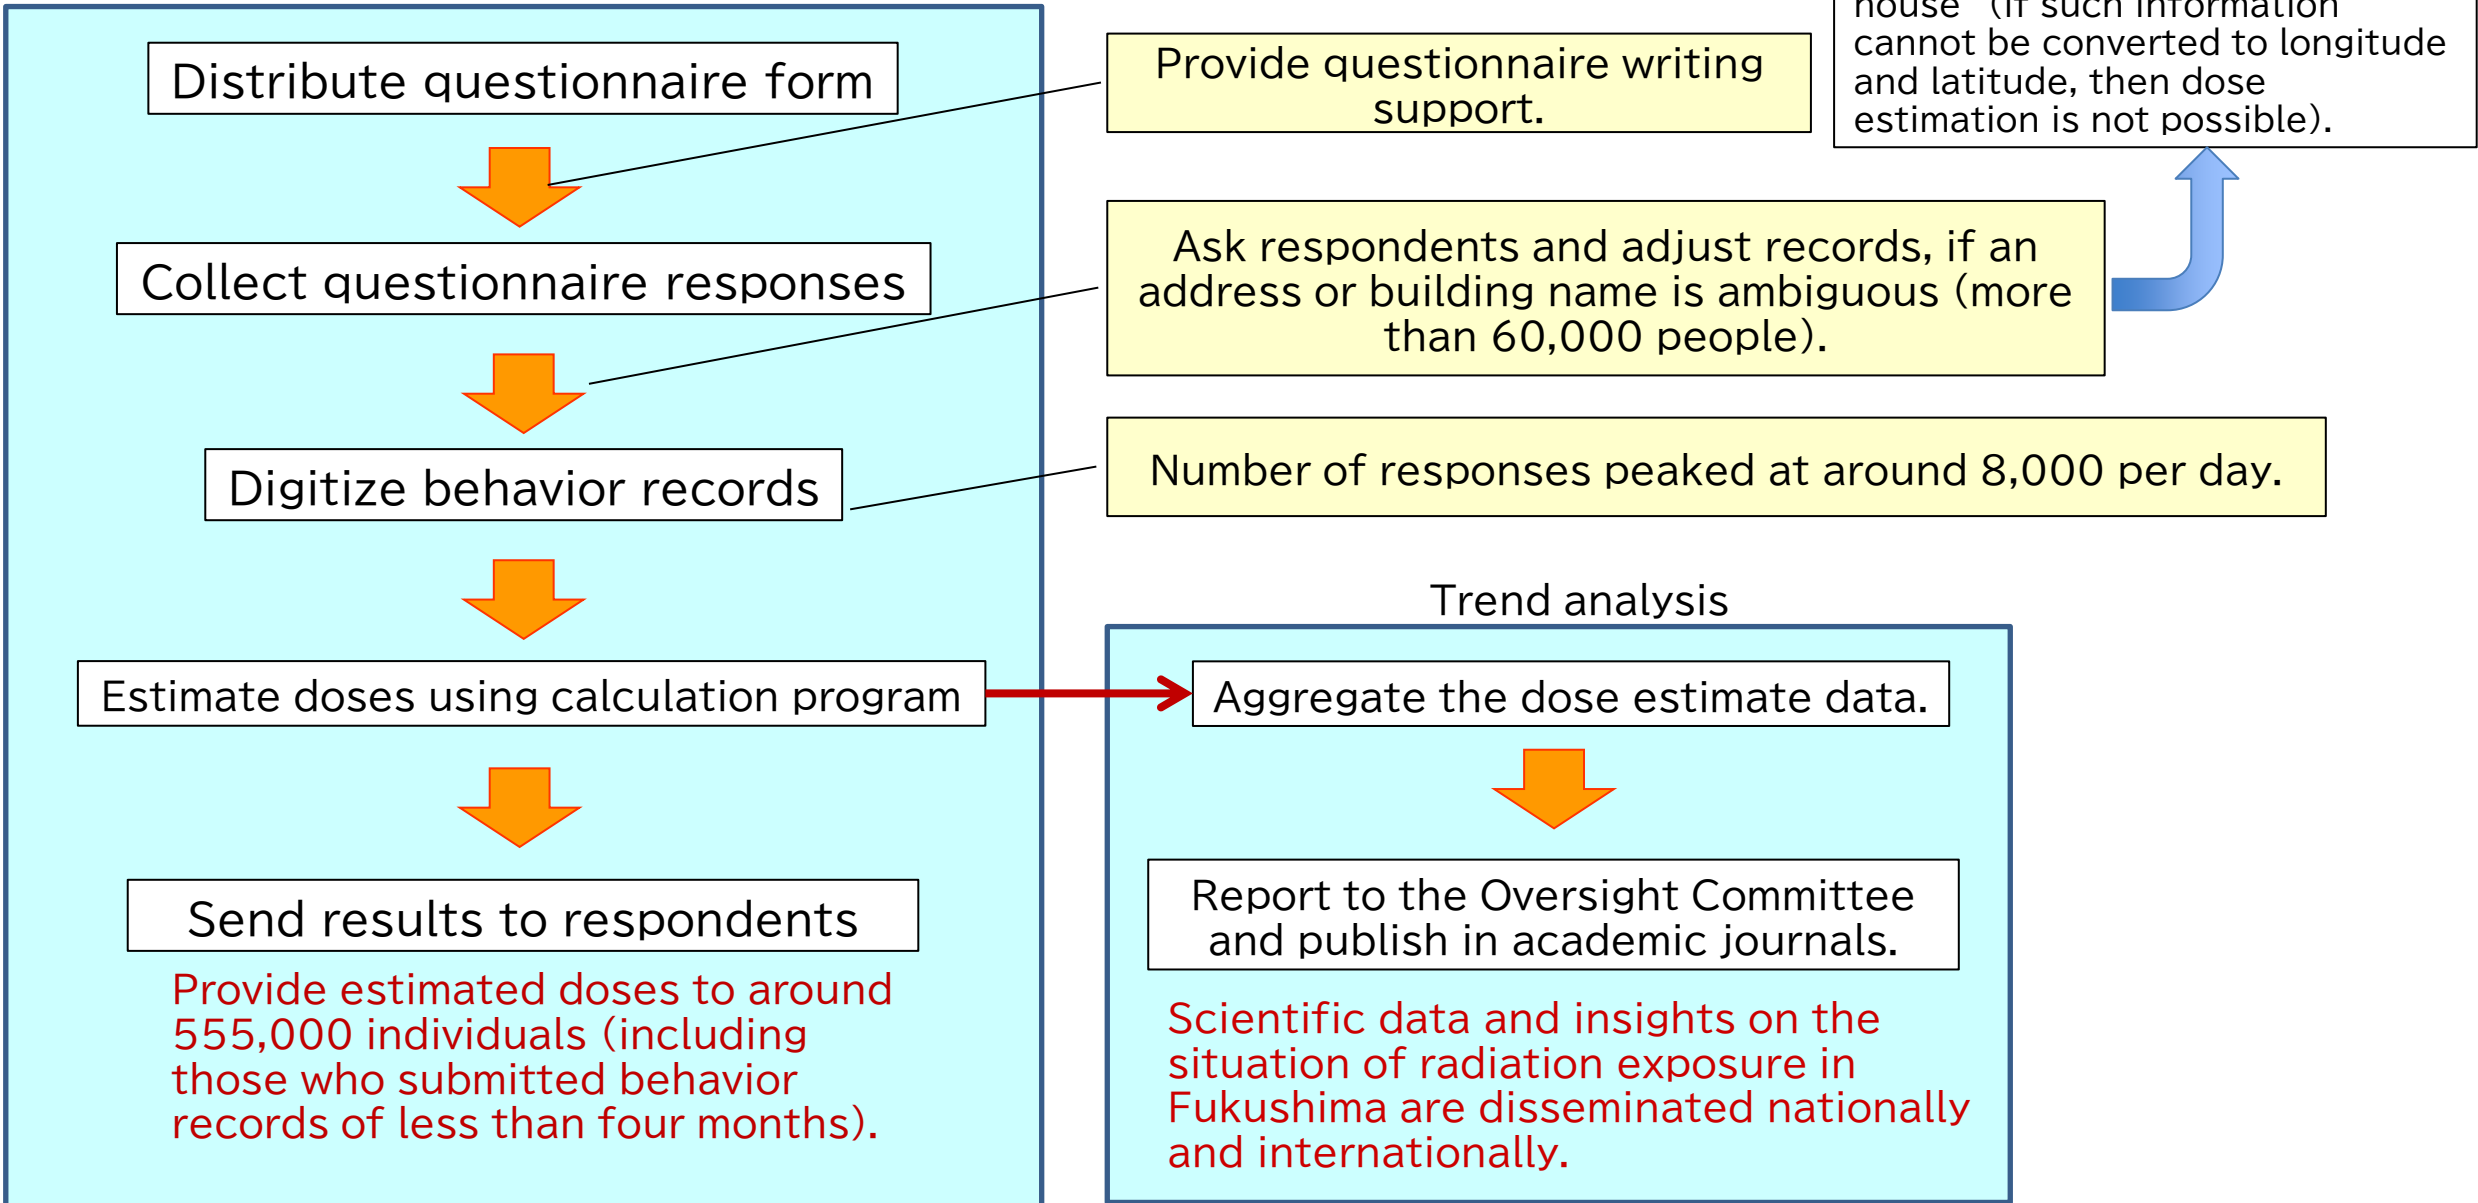 Distribute questionnaire form
Provide questionnaire writing
support.
house (if such information
cannot be converted to longitude
and latitude, then dose
estimation is not possible).
Collect questionnaire responses
Ask respondents and adjust records, if an
address or building name is ambiguous (more
than 60,000 people).
Digitize behavior records
Number of responses peaked at around 8,000 per day.
Estimate doses using calculation program
Send results to respondents
Provide estimated doses to around
555,000 individuals (including
those who submitted behavior
records of less than four months).
Trend analysis
Aggregate the dose estimate data.
Report to the Oversight Committee
and publish in academic journals.
Scientific data and insights on the
situation of radiation exposure in
Fukushima are disseminated nationally
and internationally.